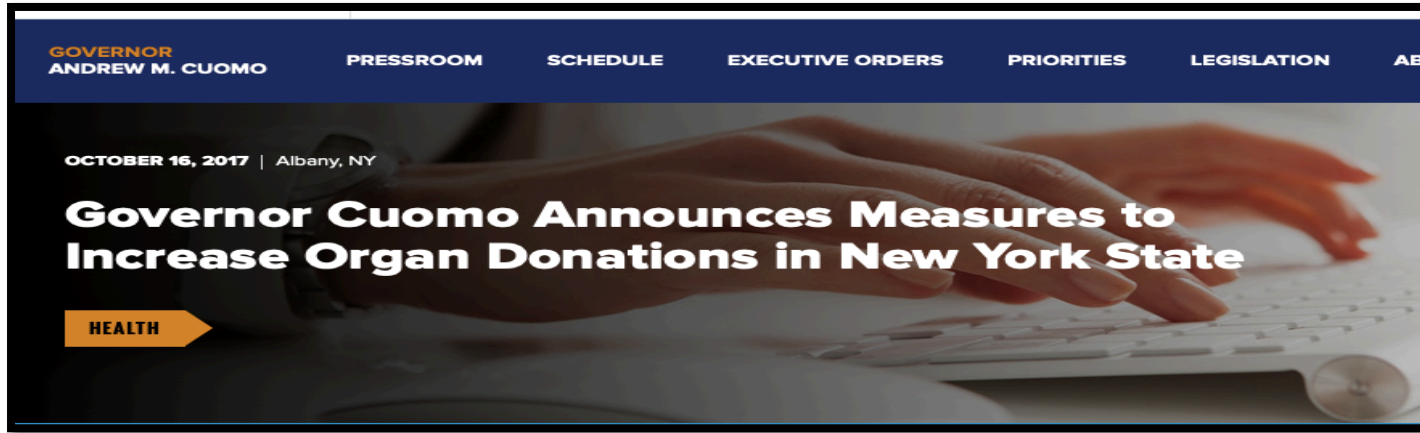 GOVERNOR
ANDREW M. CUOMO
PRESSROOM
SCHEDULE
EXECUTIVE ORDERS
PRIORITIES
LEGISLATION
AB
OCTOBER 16, 2017 | Albany, NY
Governor Cuomo Announces Measures to
Increase Organ Donations in New York State
HEALTH